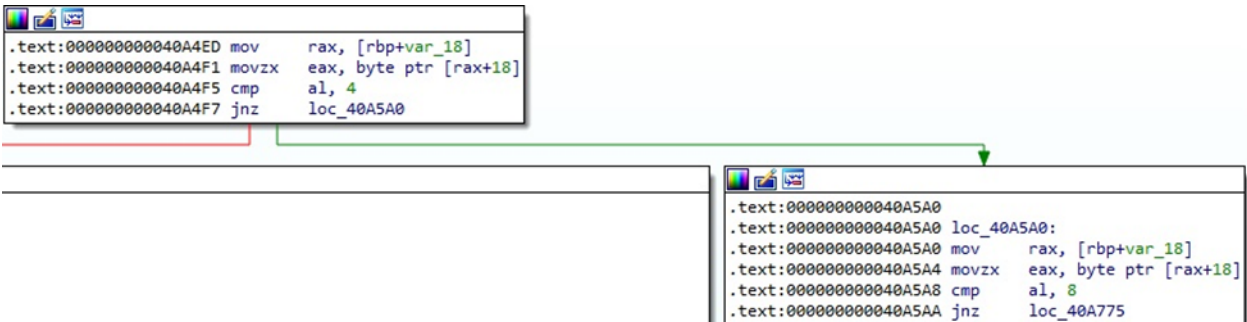 .text:000000000040A4ED mov     rax, [rbp+var_18]
.text:000000000040A4F1 movzx   eax, byte ptr [rax+18]
.text:000000000040A4F5 cmp     al, 4
.text:000000000040A4F7 jnz     loc_40A5A0
.text:000000000040A5A0
.text:000000000040A5A0 loc_40A5A0:
.text:000000000040A5A0 mov     rax, [rbp+var_18]
.text:000000000040A5A4 movzx   eax, byte ptr [rax+18]
.text:000000000040A5A8 cmp     al, 8
.text:000000000040A5AA jnz     loc_40A775